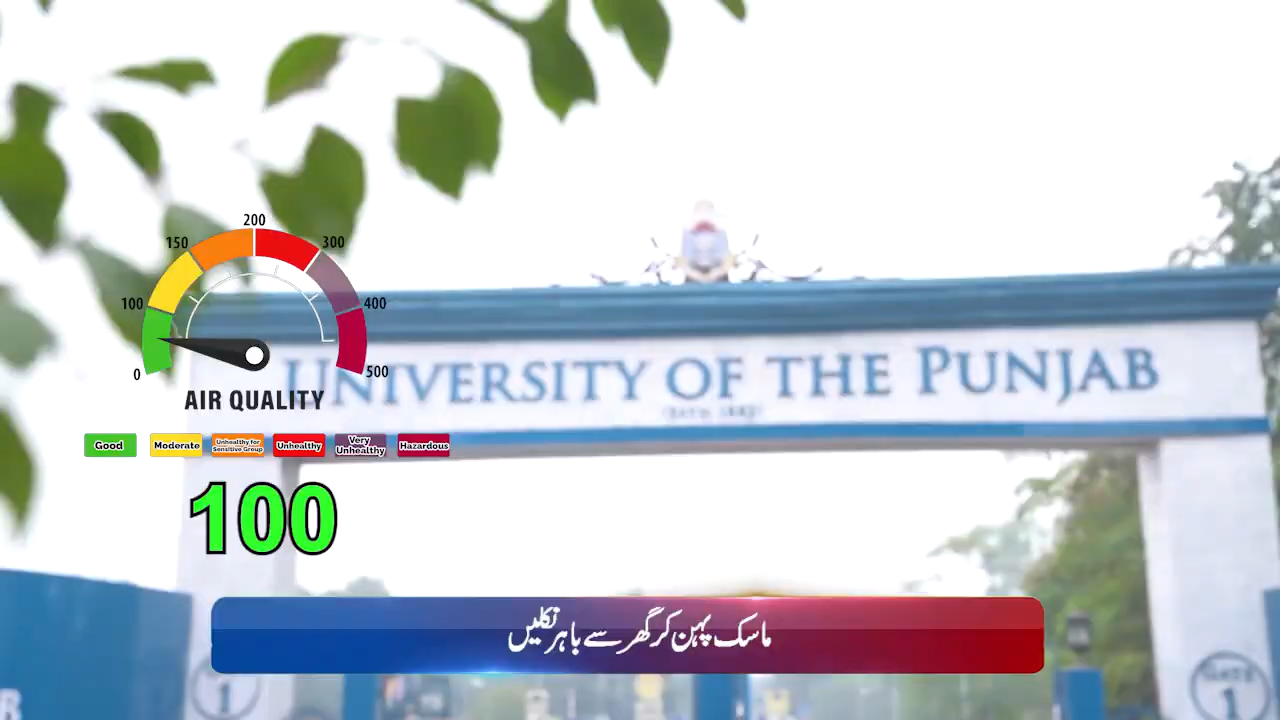 200
150
300
100
400
0
500
AIR QUALITY
UNIVERSITY OF THE PUNJAB
Good
Moderate
Unhealthy for
Sensitive Group
Unhealthy
Very
Unhealthy
Hazardous
100
ماسک پہن کر گھر سے باہر نکلیں
1
GATE
1